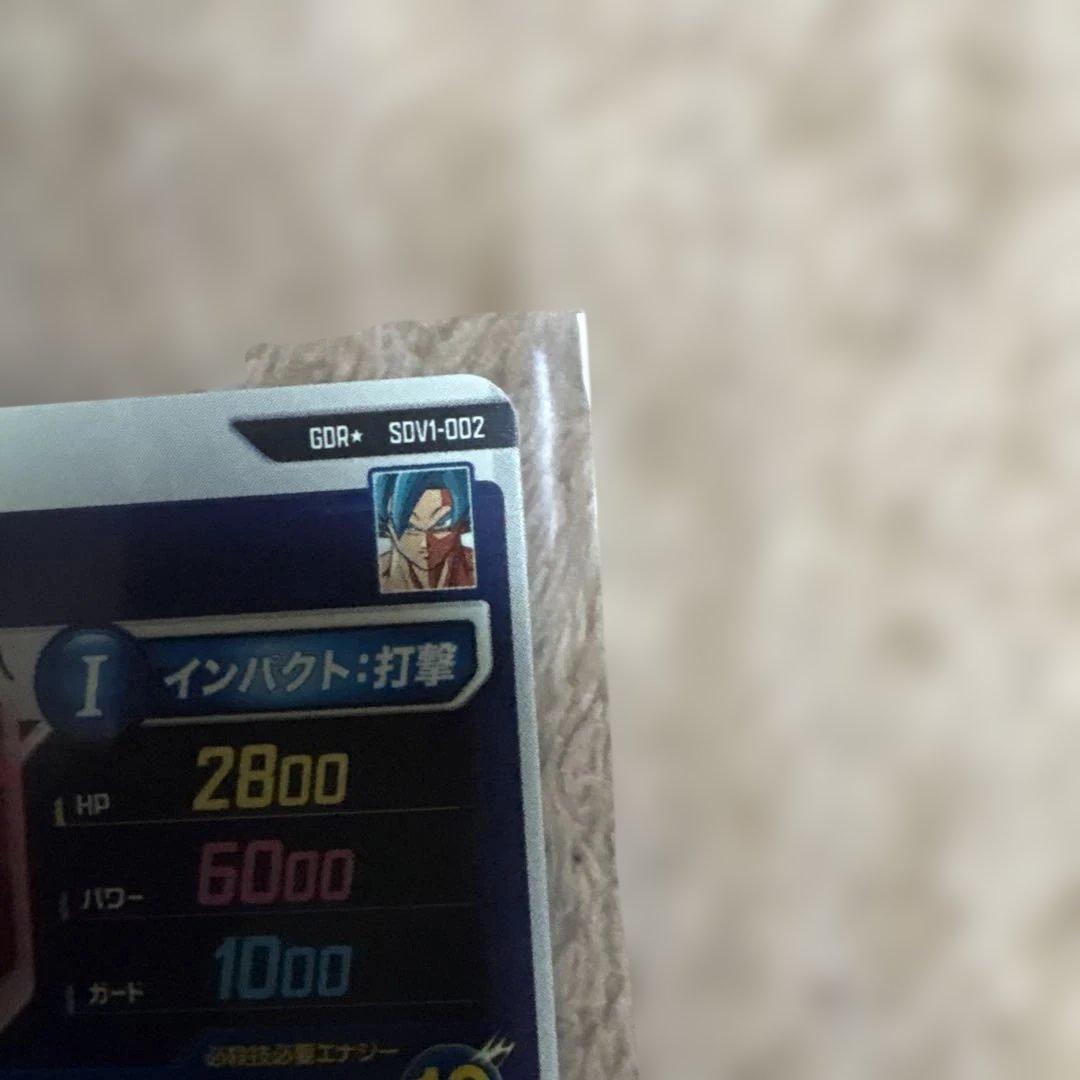 GDR★ SDV1-002
I インパクト:打撃
HP 2800
パワー 6000
ガード 1000
必殺技必要エナジー